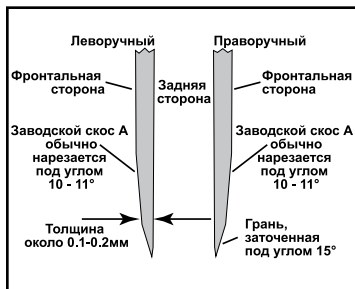 Леворучный
Праворучный
Фронтальная
сторона
Задняя
сторона
Фронтальная
сторона
Заводской скос А
обычно
нарезается
под углом
10 - 11°
Заводской скос А
обычно
нарезается
под углом
10 - 11°
Толщина
около 0.1-0.2мм
Грань,
заточенная
под углом 15°